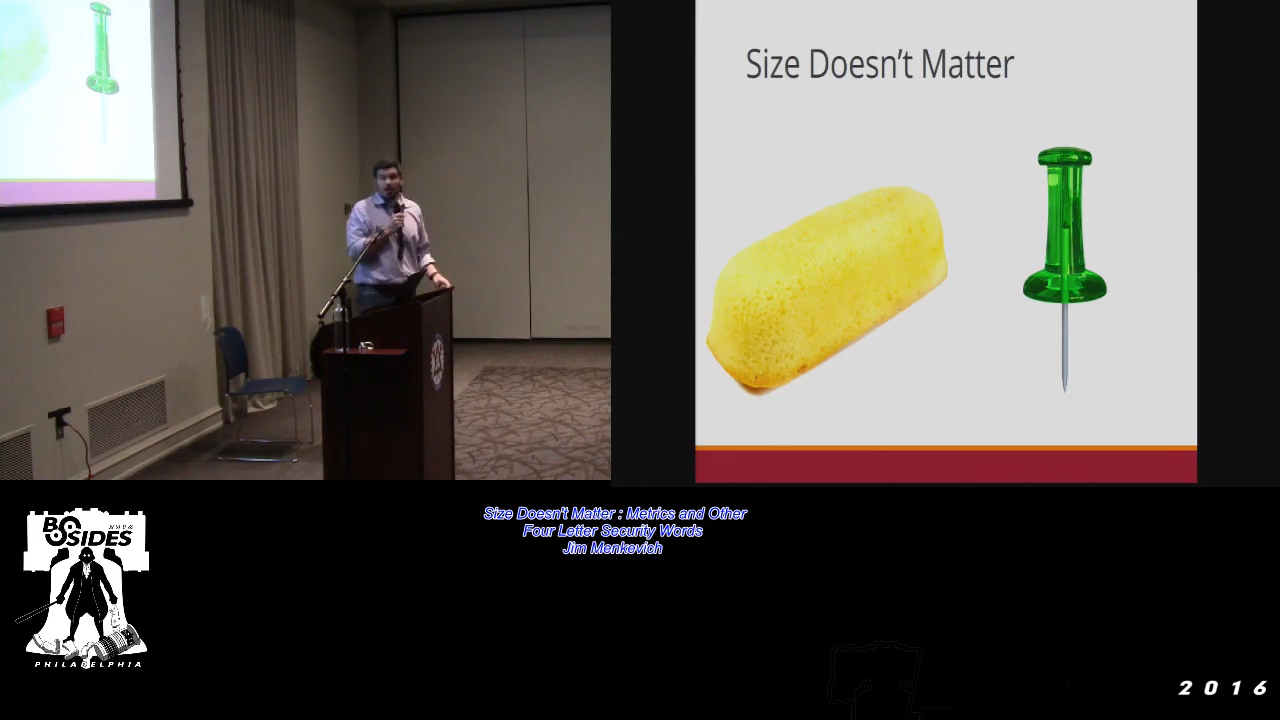 Size Doesn't Matter
Size Doesn't Matter : Metrics and Other
Four Letter Security Words
Jim Menkevich
BSIDES
PHILADELPHIA
2016